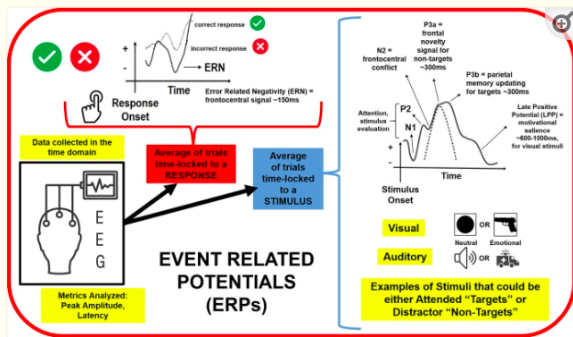 correct response
incorrect response
+
-
ERN
Time
Response
Onset
Error Related Negativity (ERN) =
frontocentral signal ~150ms
Data collected in the
time domain
Average of trials
time-locked to a
RESPONSE
Average
of trials
time-locked
to a
STIMULUS
E
E
G
Metrics Analyzed:
Peak Amplitude,
Latency
EVENT RELATED
POTENTIALS
(ERPs)
P3a =
frontal
novelty
signal for
non-targets
~300ms
N2 =
frontocentral
conflict
P3b = parietal
memory updating
for targets ~300ms
Attention,
stimulus
evaluation
P2
N1
Late Positive
Potential (LPP) =
motivational
salience
~600-1000ms,
for visual stimuli
+
-
Stimulus
Onset
Time
Visual
OR
Neutral
Emotional
Auditory
OR
Examples of Stimuli that could be
either Attended “Targets” or
Distractor “Non-Targets”